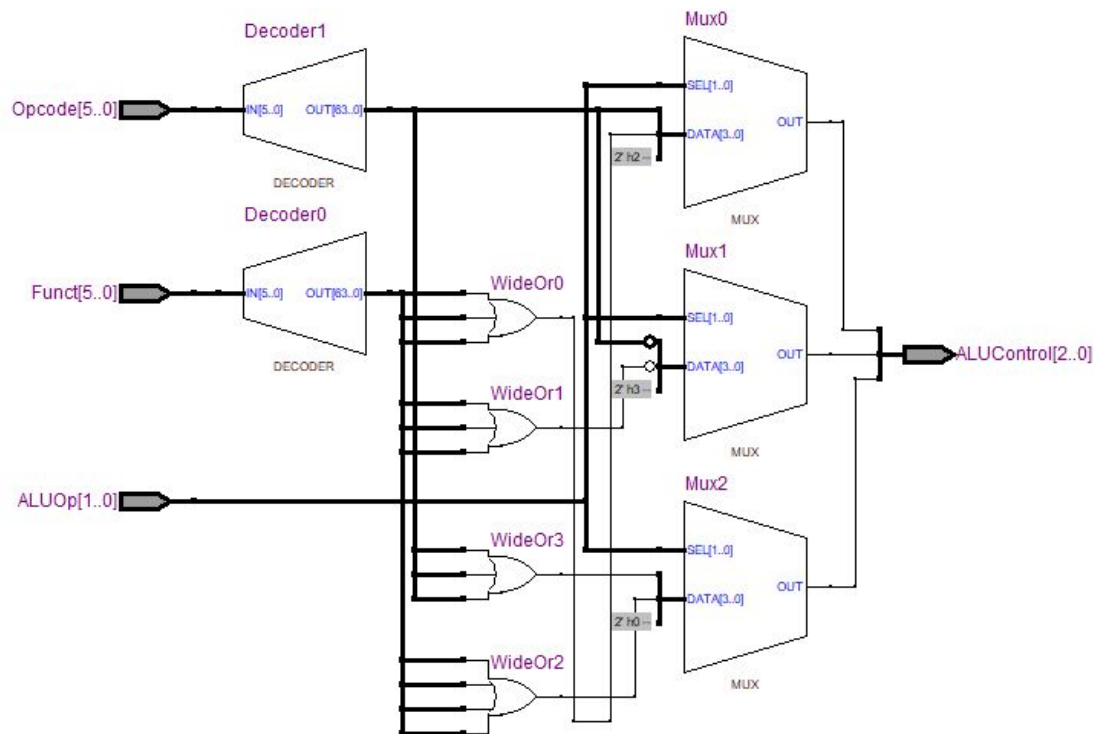 Mux0
Decoder1
SEL[1..0]
Opcode[5..0]
IN[5..0]
OUT[63..0]
OUT
DATA[3..0]
2' h2 --
DECODER
Decoder0
MUX
Mux1
WideOr0
Funct[5..0]
IN[5..0]
OUT[63..0]
SEL[1..0]
OUT
ALUControl[2..0]
DECODER
DATA[3..0]
2' h3 --
WideOr1
MUX
Mux2
ALUOp[1..0]
WideOr3
SEL[1..0]
OUT
DATA[3..0]
2' h0 --
WideOr2
MUX